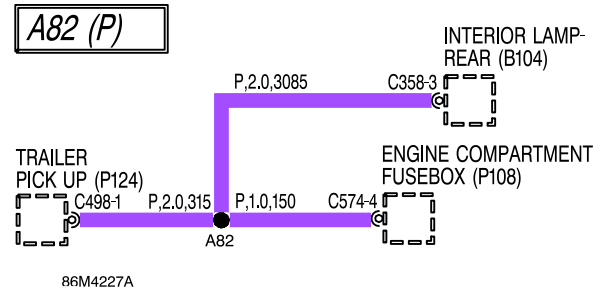 A82 (P)
INTERIOR LAMP-
REAR (B104)
P,2.0,3085
C358-3
TRAILER
PICK UP (P124)
ENGINE COMPARTMENT
FUSEBOX (P108)
C498-1
P,2.0,315
P,1.0,150
C574-4
A82
86M4227A